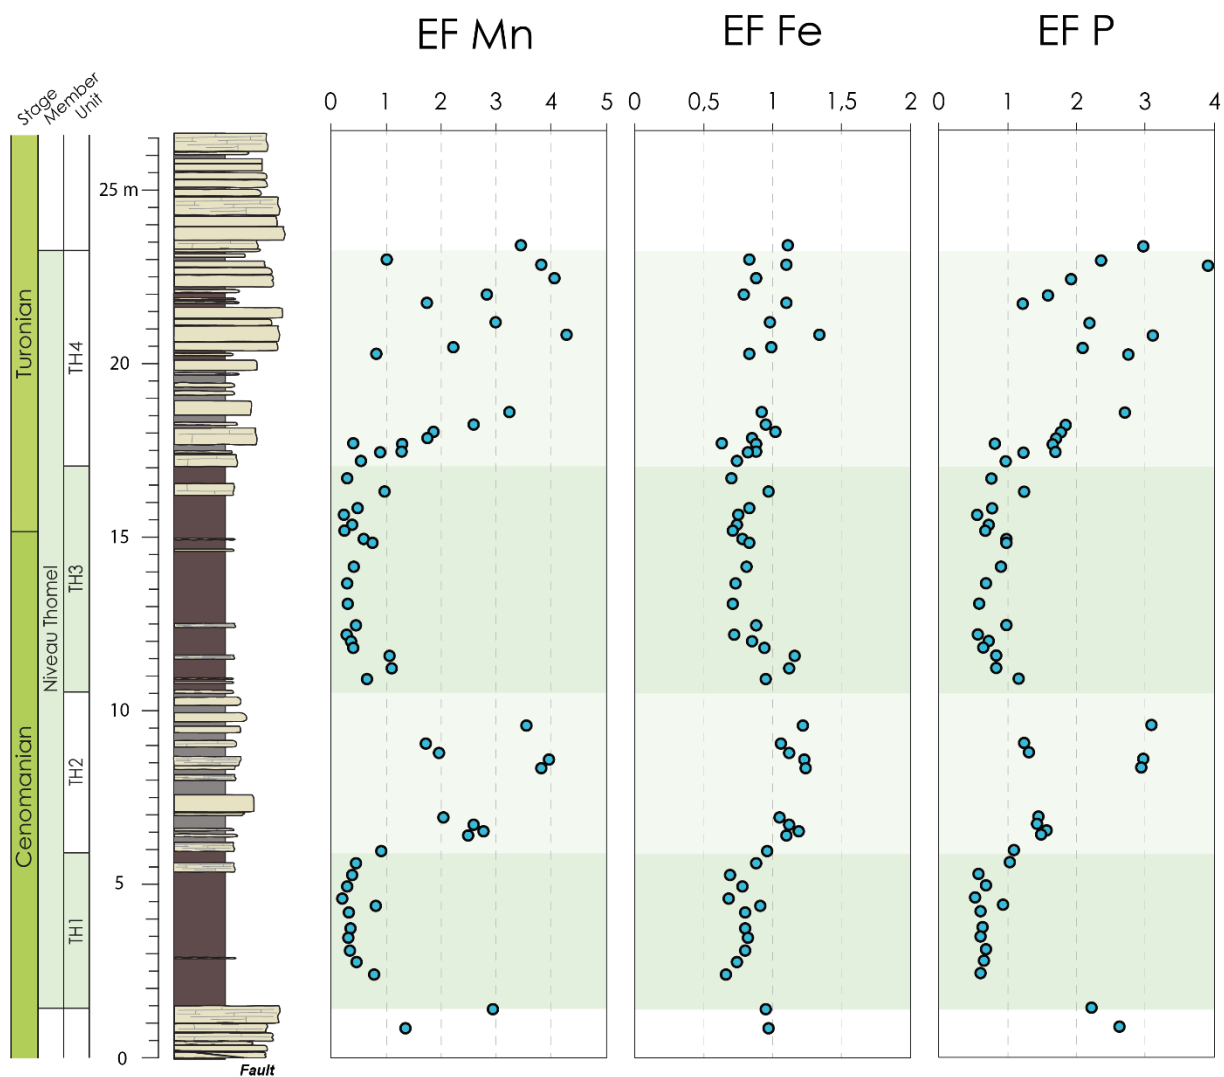 EF Mn EF Fe EF P
Stage
Member
Unit
0 1 2 3 4 5 0 0,5 1 1,5 2 0 1 2 3 4
25 m
20
15
10
5
0
Turonian
Cenomanian
Niveau Thomel
TH4
TH3
TH2
TH1
Fault